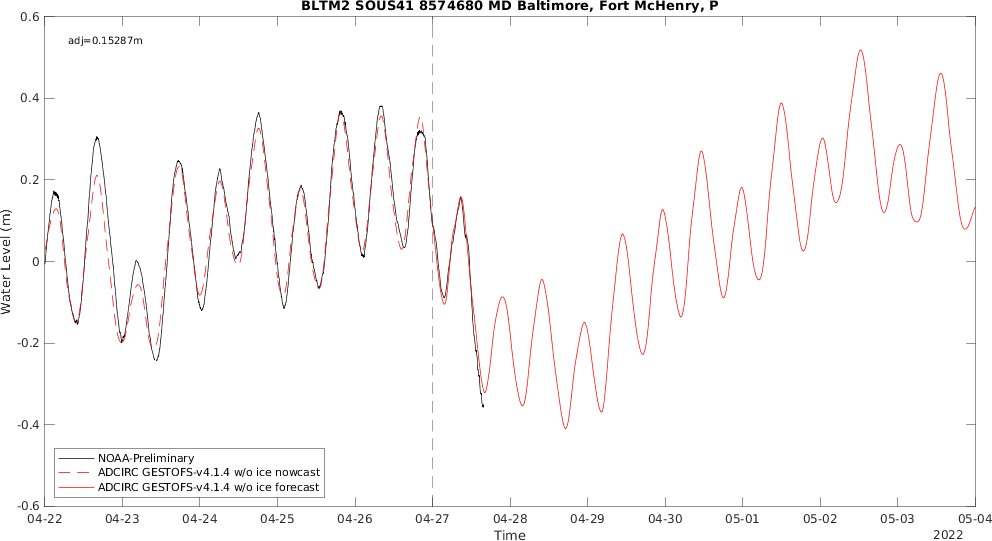 BLTM2 SOUS41 8574680 MD Baltimore, Fort McHenry, P
adj=0.15287m
0.6
0.4
0.2
0
-0.2
-0.4
-0.6
Water Level (m)
NOAA-Preliminary
ADCIRC GESTOFS-v4.1.4 w/o ice nowcast
ADCIRC GESTOFS-v4.1.4 w/o ice forecast
04-22 04-23 04-24 04-25 04-26 04-27 04-28 04-29 04-30 05-01 05-02 05-03 05-04
Time
2022